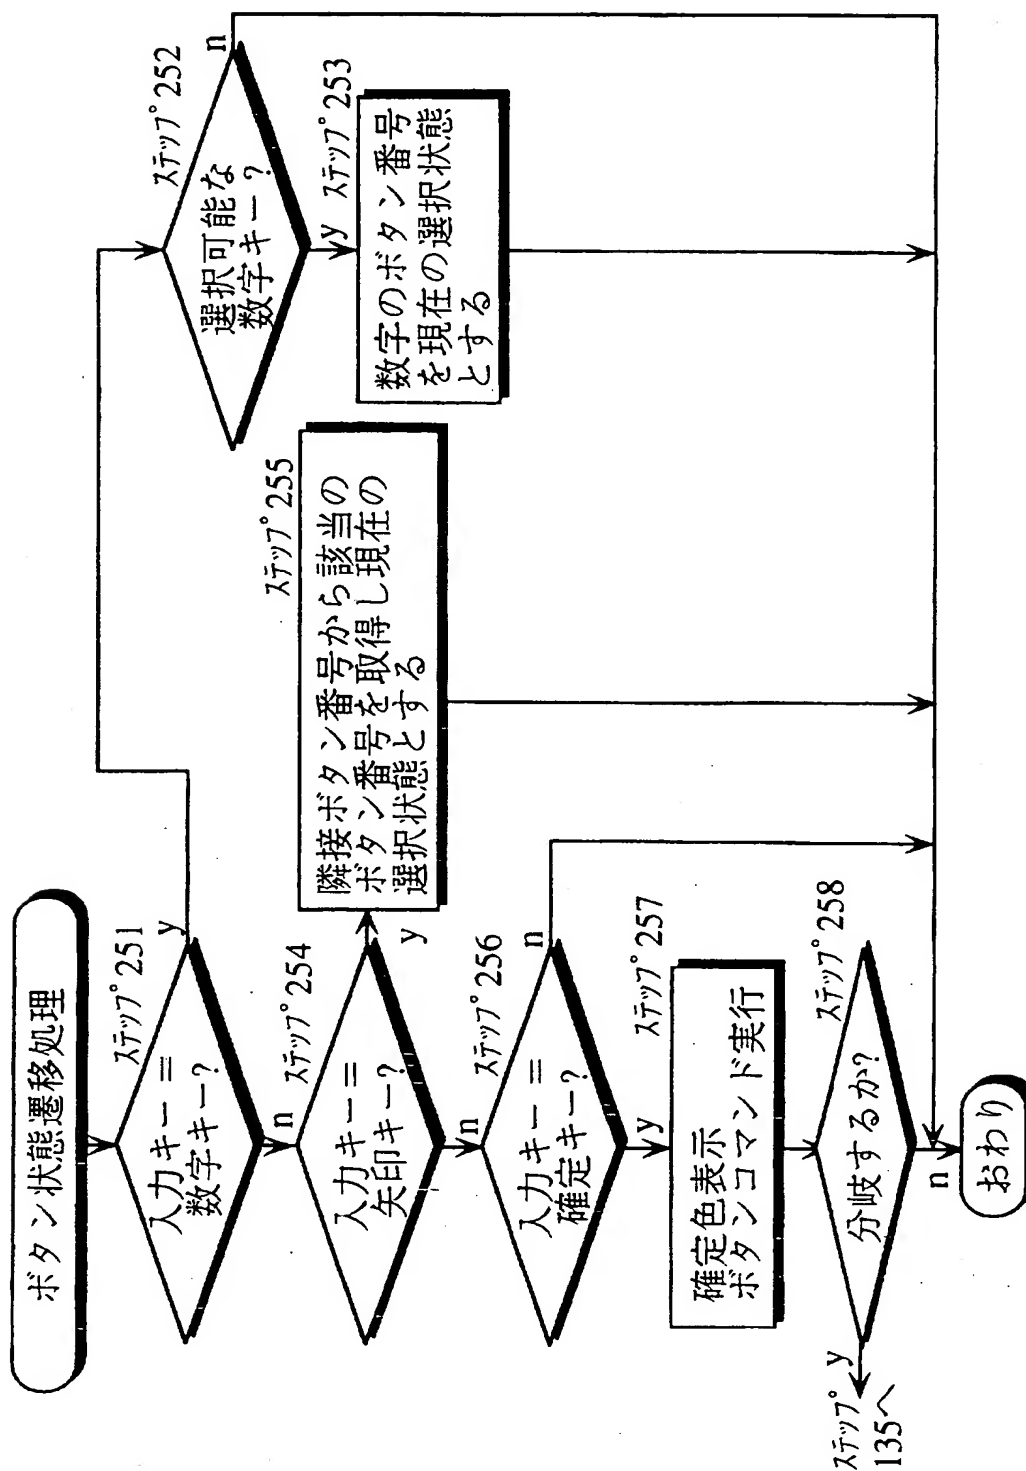 ボタン状態遷移処理
ステップ251
入力キー＝
数字キー?
y
n
ステップ252
選択可能な
数字キー?
n
y
ステップ253
数字のボタン番号
を現在の選択状態
とする
ステップ254
入力キー＝
矢印キー?
y
n
ステップ255
隣接ボタン番号から該当の
ボタン番号を取得し現在の
選択状態とする
ステップ256
入力キー＝
確定キー?
n
y
ステップ257
確定色表示
ボタンコマンド実行
ステップ258
分岐するか?
y
ステップ
135へ
n
おわり